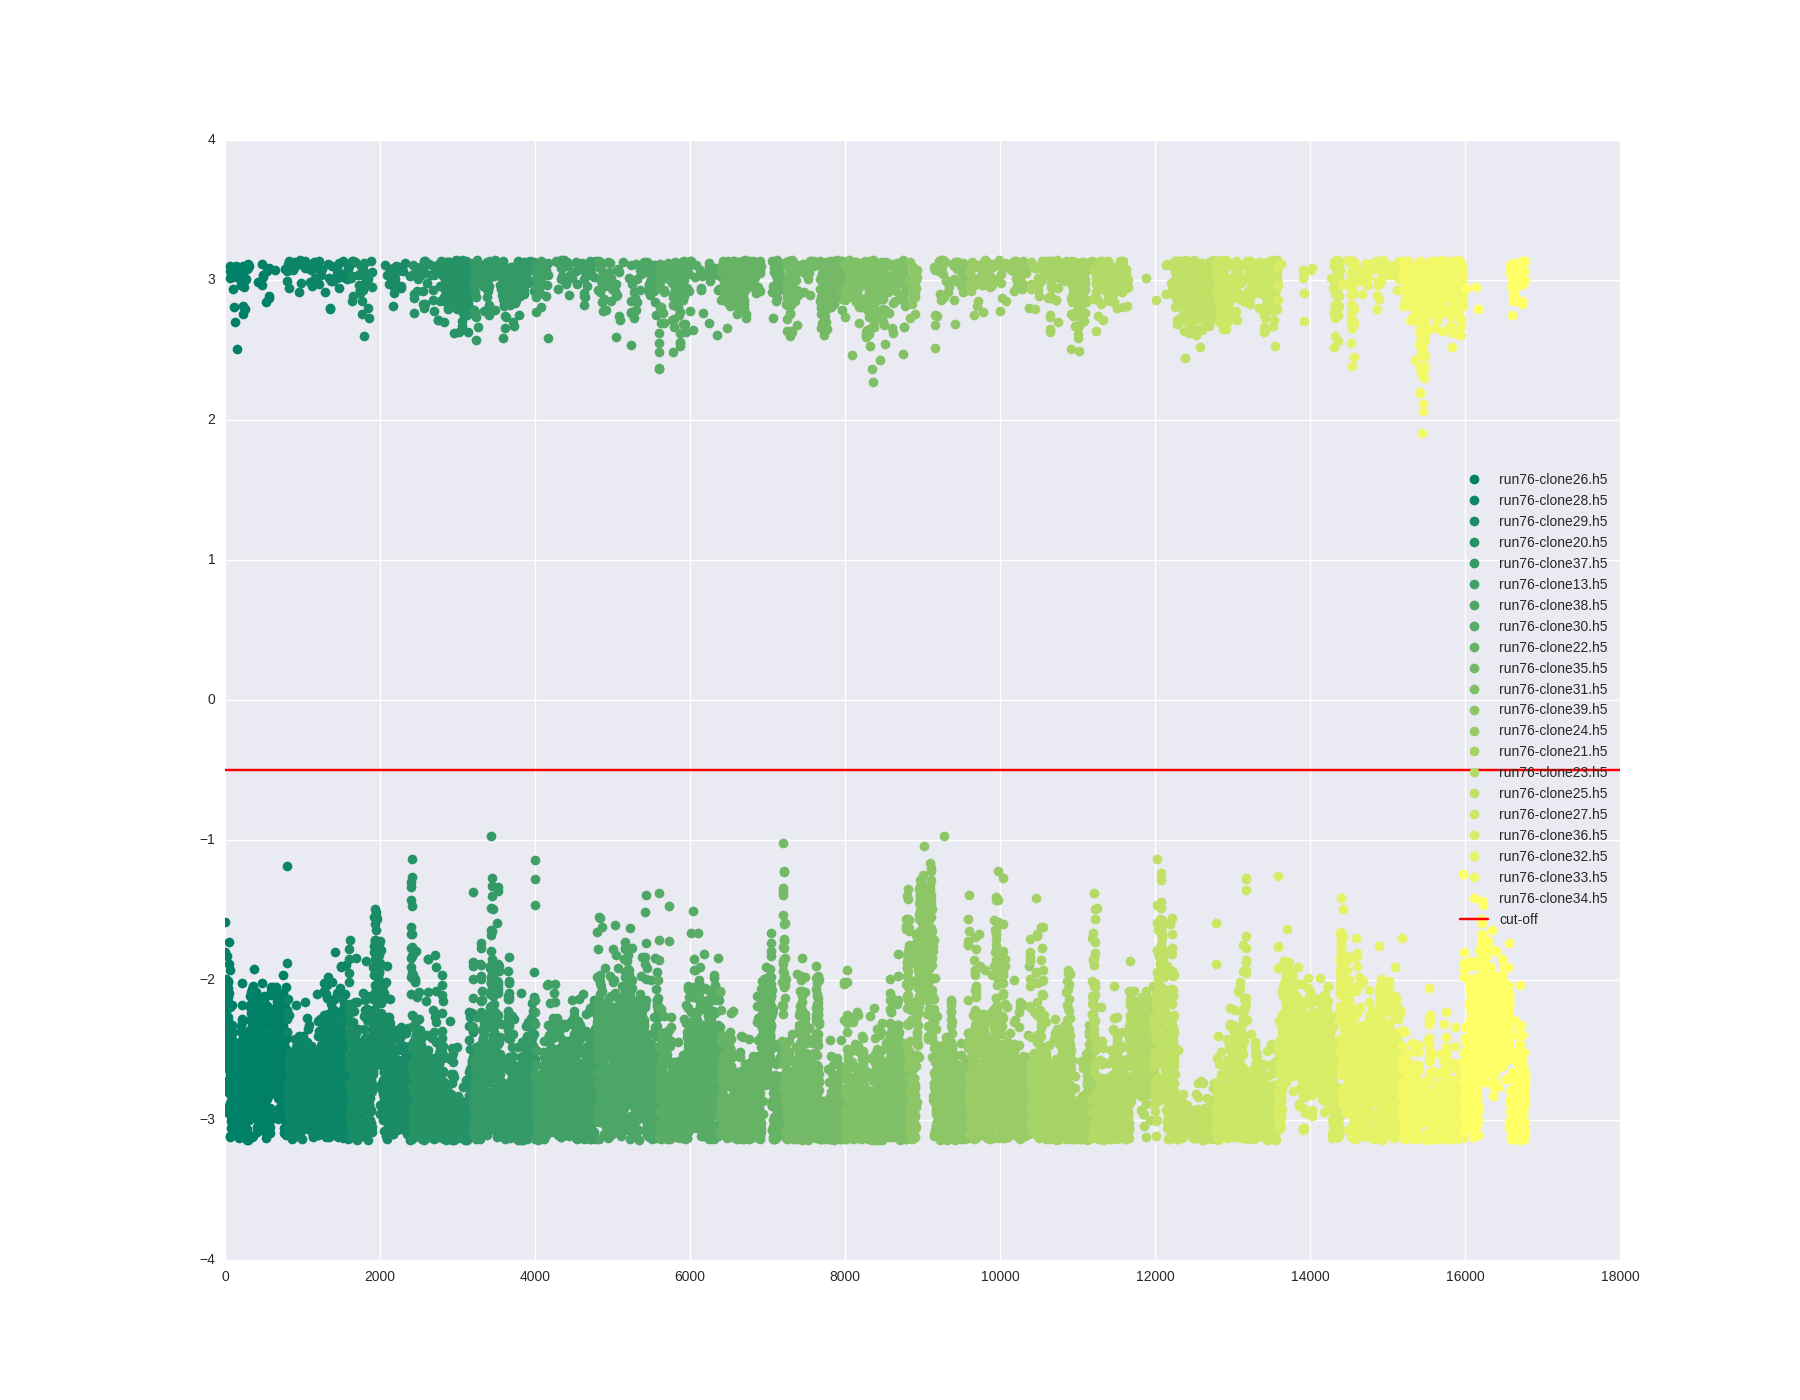 4
3
2
1
0
−1
−2
−3
−4
0 2000 4000 6000 8000 10000 12000 14000 16000 18000
run76-clone26.h5
run76-clone28.h5
run76-clone29.h5
run76-clone20.h5
run76-clone37.h5
run76-clone13.h5
run76-clone38.h5
run76-clone30.h5
run76-clone22.h5
run76-clone35.h5
run76-clone31.h5
run76-clone39.h5
run76-clone24.h5
run76-clone21.h5
run76-clone23.h5
run76-clone25.h5
run76-clone27.h5
run76-clone36.h5
run76-clone32.h5
run76-clone33.h5
run76-clone34.h5
cut-off